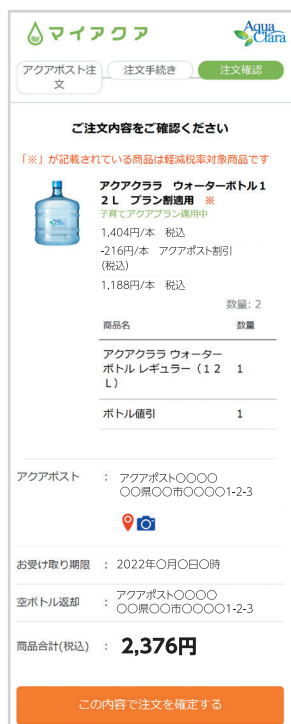 マイアクア
Aqua
Clara
アクアポスト注
文
注文手続き
注文確認
ご注文内容をご確認ください
「※」が記載されている商品は軽減税率対象商品です
アクアクララ　ウォーターボトル１
２Ｌ　プラン割適用　※
子育てアクアプラン適用中
1,404円/本　税込
-216円/本　アクアポスト割引
(税込)
1,188円/本　税込
数量: 2
商品名 数量
アクアクララ ウォーター
ボトル レギュラー（１２ 1
Ｌ）
ボトル値引 1
アクアポスト : アクアポスト〇〇〇〇
〇〇県〇〇市〇〇〇〇1-2-3
お受け取り期限 : 2022年〇月〇日〇時
空ボトル返却 : アクアポスト〇〇〇〇
〇〇県〇〇市〇〇〇〇1-2-3
商品合計(税込) : 2,376円
この内容で注文を確定する